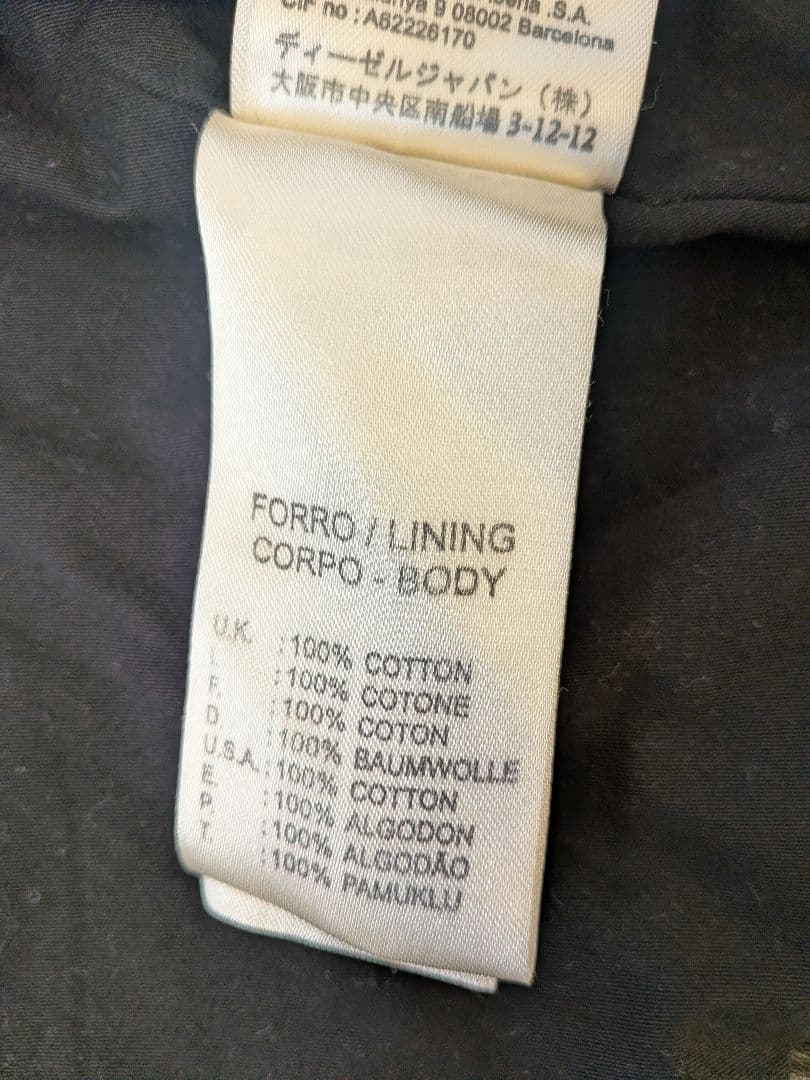 .S.A.
9 08002 Barcelona
CIF no : A62226170
ディーゼルジャパン（株）
大阪市中央区南船場 3-12-12
FORRO / LINING
CORPO - BODY
U.K. :100% COTTON
I. :100% COTONE
F. :100% COTON
D. :100% BAUMWOLLE
U.S.A. :100% COTTON
E. :100% ALGODON
P. :100% ALGODÃO
T. :100% PAMUKLU